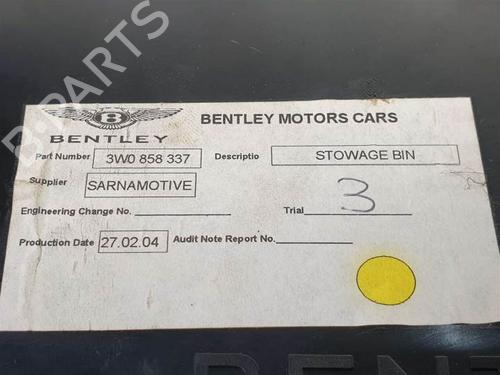 B
BENTLEY
BENTLEY MOTORS CARS
Part Number 3W0 858 337 Descriptio STOWAGE BIN
Supplier SARNAMOTIVE
Engineering Change No. Trial 3
Production Date 27.02.04 Audit Note Report No.
B-PARTS